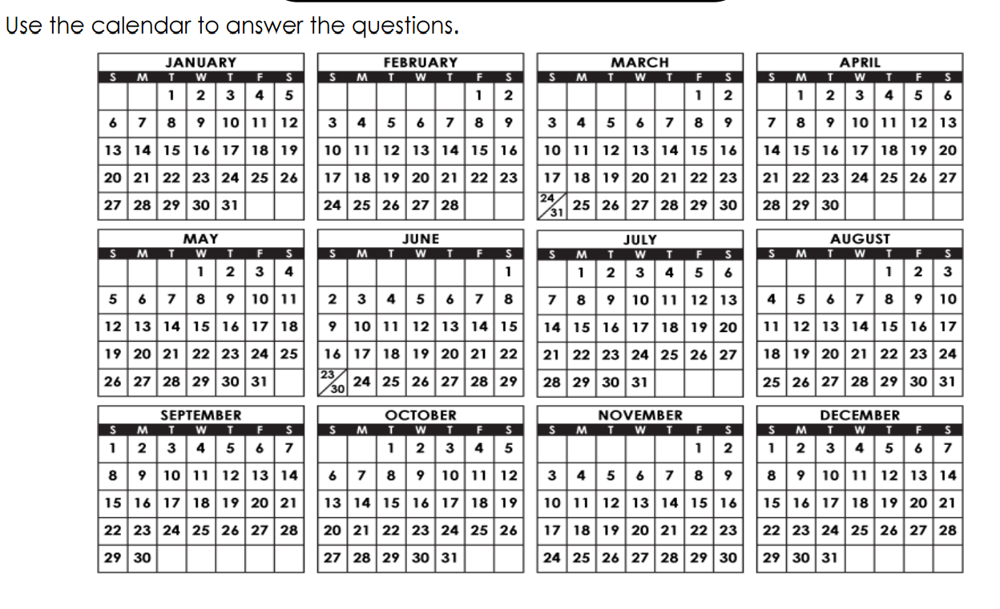 Use the calendar to answer the questions.
JANUARY
S M T W T F S
1 2 3 4 5
6 7 8 9 10 11 12
13 14 15 16 17 18 19
20 21 22 23 24 25 26
27 28 29 30 31
FEBRUARY
S M T W T F S
1 2
3 4 5 6 7 8 9
10 11 12 13 14 15 16
17 18 19 20 21 22 23
24 25 26 27 28
MARCH
S M T W T F S
1 2
3 4 5 6 7 8 9
10 11 12 13 14 15 16
17 18 19 20 21 22 23
24/31 25 26 27 28 29 30
APRIL
S M T W T F S
1 2 3 4 5 6
7 8 9 10 11 12 13
14 15 16 17 18 19 20
21 22 23 24 25 26 27
28 29 30
MAY
S M T W T F S
1 2 3 4
5 6 7 8 9 10 11
12 13 14 15 16 17 18
19 20 21 22 23 24 25
26 27 28 29 30 31
JUNE
S M T W T F S
1
2 3 4 5 6 7 8
9 10 11 12 13 14 15
16 17 18 19 20 21 22
23/30 24 25 26 27 28 29
JULY
S M T W T F S
1 2 3 4 5 6
7 8 9 10 11 12 13
14 15 16 17 18 19 20
21 22 23 24 25 26 27
28 29 30 31
AUGUST
S M T W T F S
1 2 3
4 5 6 7 8 9 10
11 12 13 14 15 16 17
18 19 20 21 22 23 24
25 26 27 28 29 30 31
SEPTEMBER
S M T W T F S
1 2 3 4 5 6 7
8 9 10 11 12 13 14
15 16 17 18 19 20 21
22 23 24 25 26 27 28
29 30
OCTOBER
S M T W T F S
1 2 3 4 5
6 7 8 9 10 11 12
13 14 15 16 17 18 19
20 21 22 23 24 25 26
27 28 29 30 31
NOVEMBER
S M T W T F S
1 2
3 4 5 6 7 8 9
10 11 12 13 14 15 16
17 18 19 20 21 22 23
24 25 26 27 28 29 30
DECEMBER
S M T W T F S
1 2 3 4 5 6 7
8 9 10 11 12 13 14
15 16 17 18 19 20 21
22 23 24 25 26 27 28
29 30 31